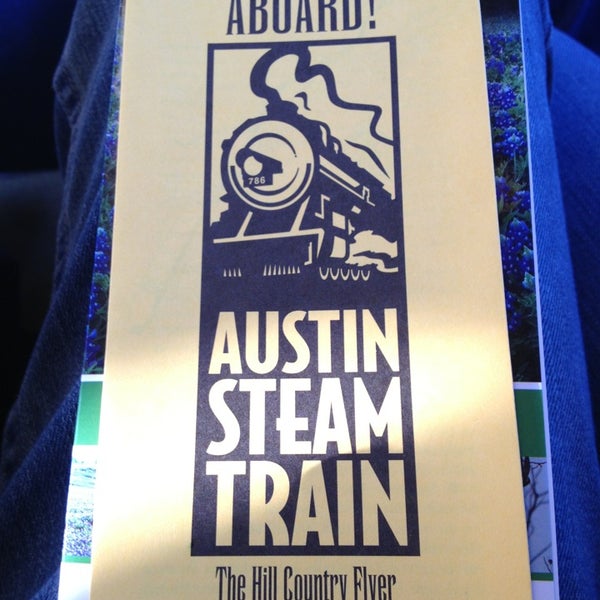 ABOARD!
786
AUSTIN
STEAM
TRAIN
The Hill Country Flyer